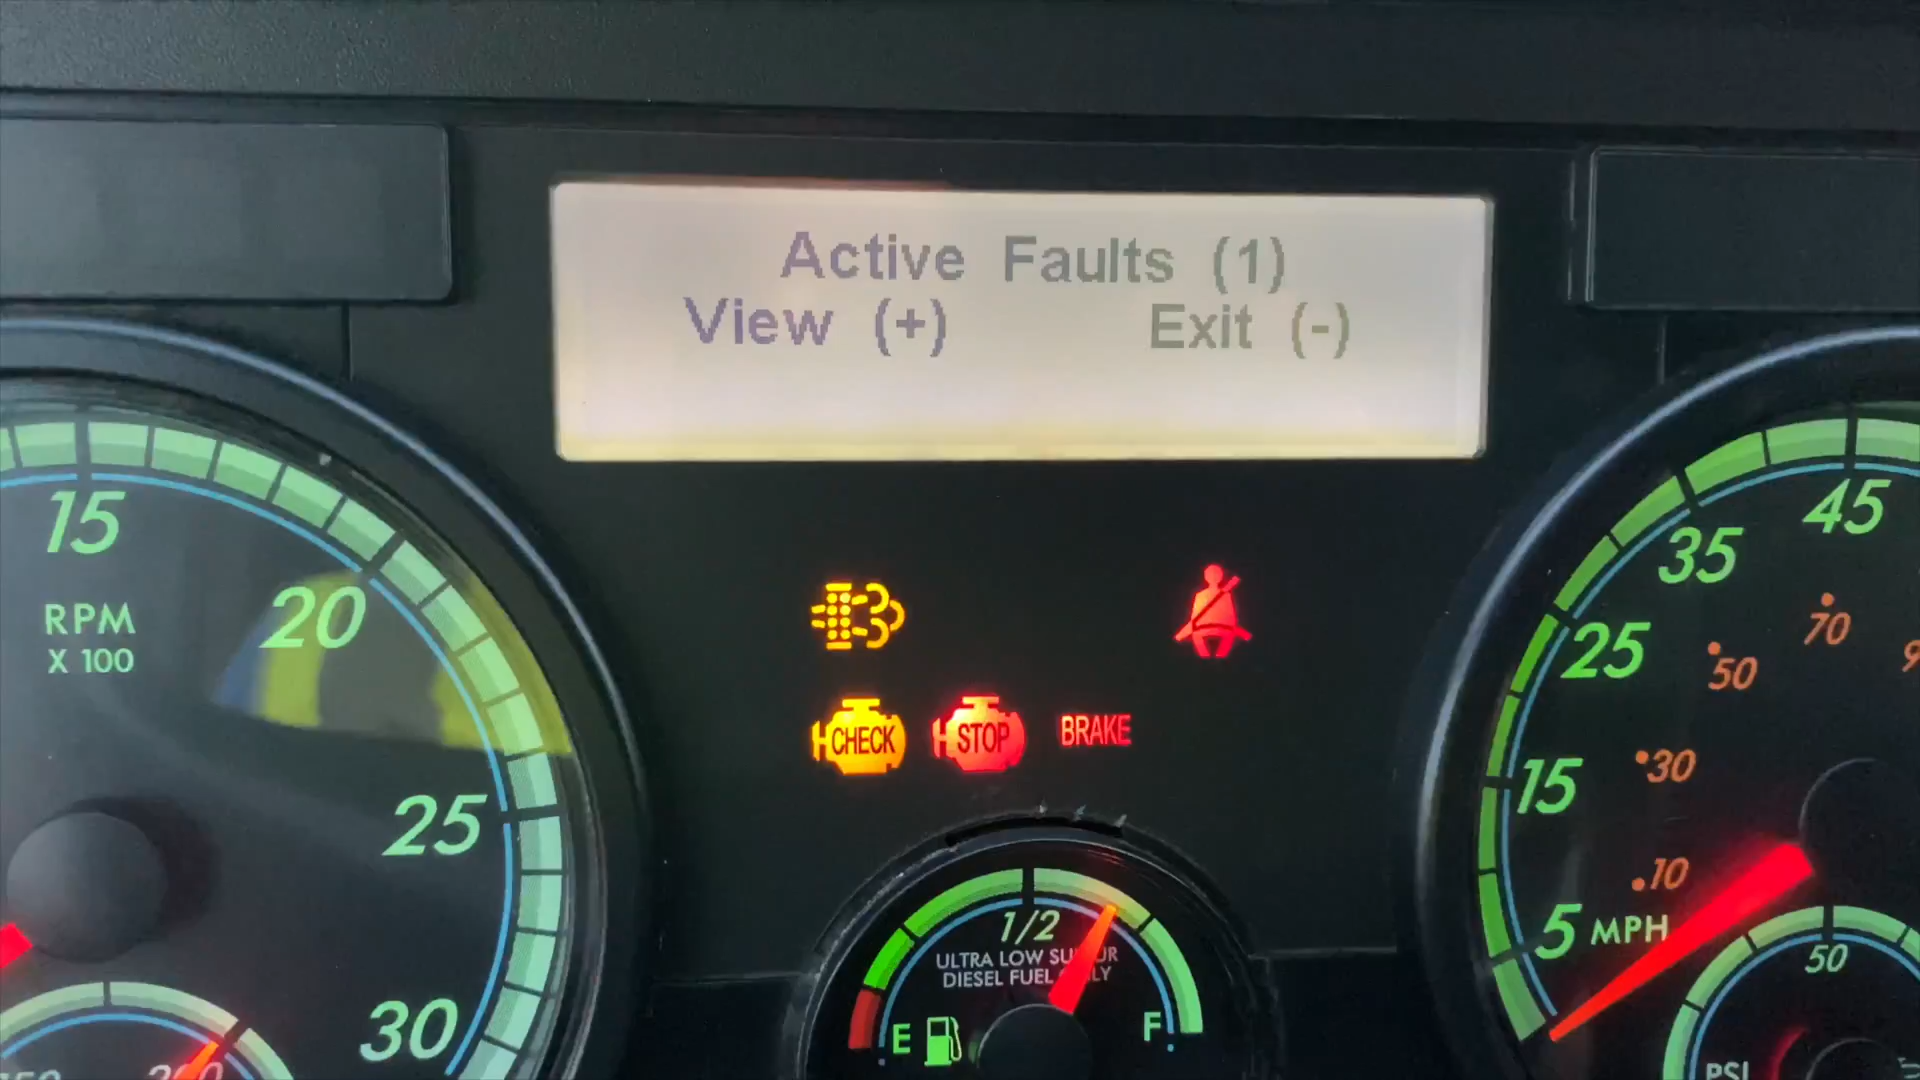 Active Faults (1)
View (+) Exit (-)
15
20
25
30
RPM
X 100
CHECK
STOP
BRAKE
1/2
ULTRA LOW SULFUR
DIESEL FUEL ONLY
E
F
45
35
25
15
5 MPH
70
50
30
10
50
PSI